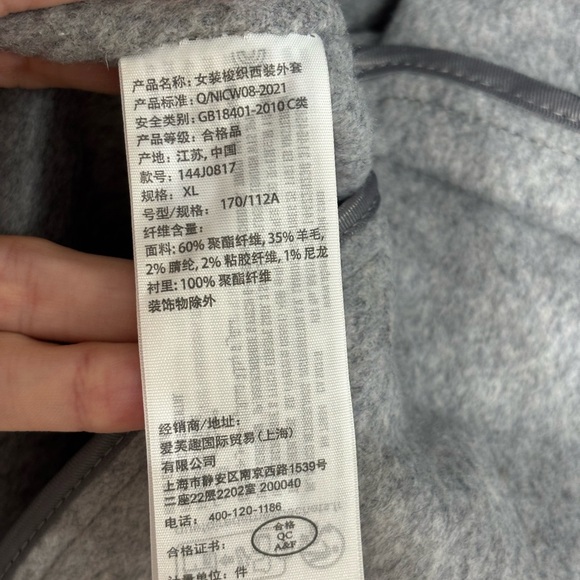 产品名称: 女装梭织西装外套
产品标准: Q/NICW08-2021
安全类别: GB18401-2010 C类
产品等级: 合格品
产地: 江苏, 中国
款号: 144J0817
规格: XL
号型/规格: 170/112A
纤维含量:
面料: 60% 聚酯纤维, 35% 羊毛,
2% 腈纶, 2% 粘胶纤维, 1% 尼龙
衬里: 100% 聚酯纤维
装饰物除外
经销商/地址:
爱芙趣国际贸易 (上海)
有限公司
上海市静安区南京西路1539号
二座22层2202室 200040
电话: 400-120-1186
合格证书:
合格
QC
A&F
计量单位: 件